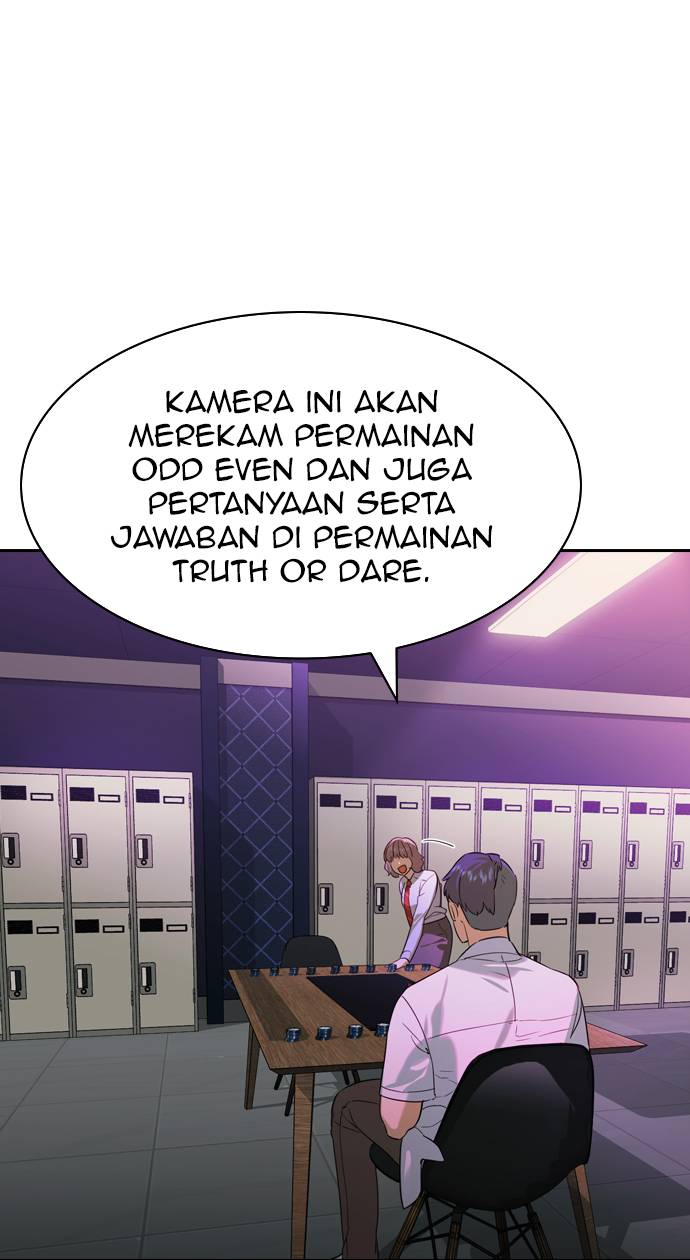 KAMERA INI AKAN
MEREKAM PERMAINAN
ODD EVEN DAN JUGA
PERTANYAAN SERTA
JAWABAN DI PERMAINAN
TRUTH OR DARE.